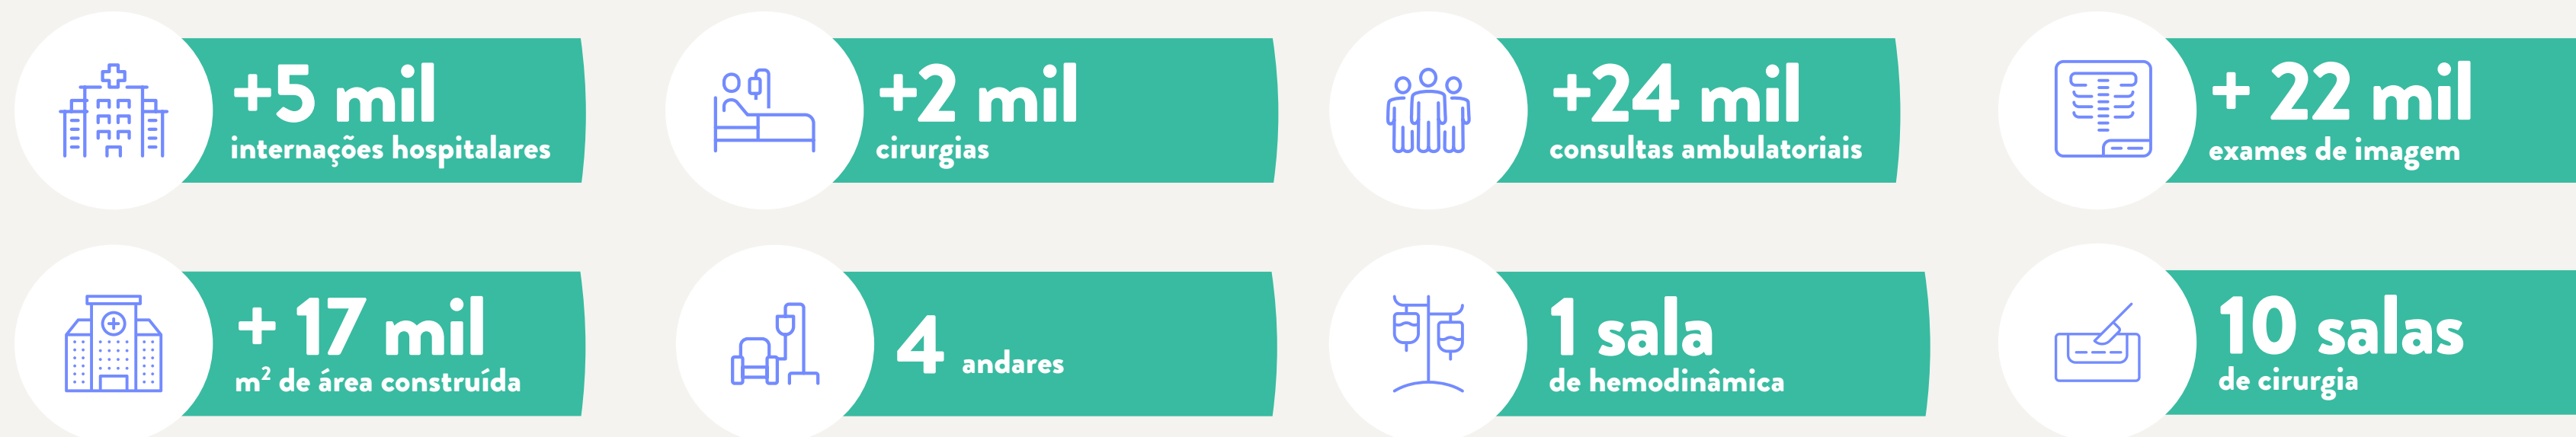 +5 mil
internações hospitalares
+2 mil
cirurgias
+24 mil
consultas ambulatoriais
+ 22 mil
exames de imagem
+ 17 mil
m² de área construída
4 andares
1 sala
de hemodinâmica
10 salas
de cirurgia